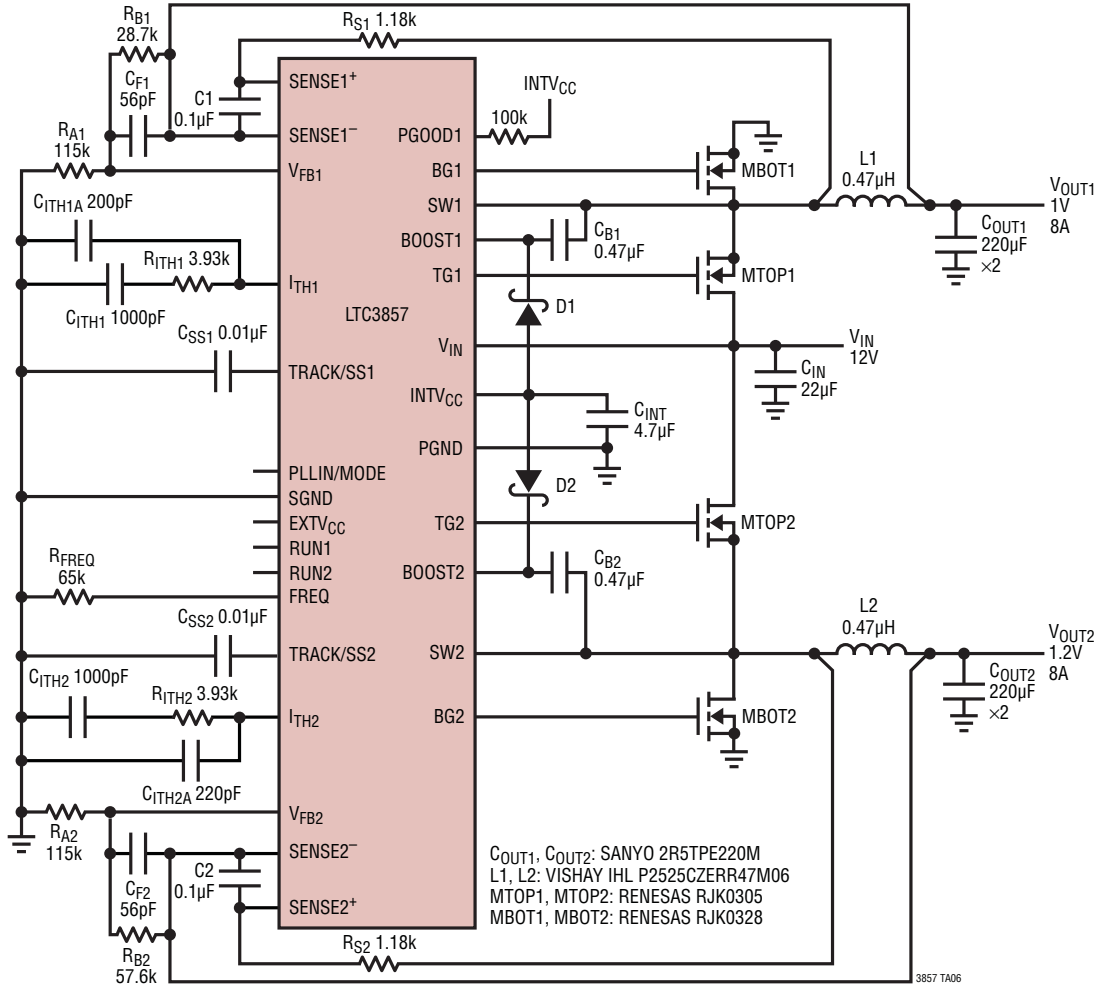 RB1
28.7k
CF1
56pF
RA1
115k
C1
0.1µF
RS1 1.18k
CITH1A 200pF
RITH1 3.93k
CITH1 1000pF
CSS1 0.01µF
RFREQ
65k
CSS2 0.01µF
CITH2 1000pF
RITH2 3.93k
CITH2A 220pF
RA2
115k
CF2
56pF
RB2
57.6k
C2
0.1µF
RS2 1.18k
SENSE1+
SENSE1–
VFB1
ITH1
LTC3857
TRACK/SS1
PLLIN/MODE
SGND
EXTVCC
RUN1
RUN2
FREQ
TRACK/SS2
ITH2
VFB2
SENSE2–
SENSE2+
PGOOD1
BG1
SW1
BOOST1
TG1
VIN
INTVCC
PGND
TG2
BOOST2
SW2
BG2
INTVCC
100k
MBOT1
CB1
0.47µF
MTOP1
D1
L1
0.47µH
VOUT1
1V
8A
COUT1
220µF
×2
VIN
12V
CIN
22µF
CINT
4.7µF
D2
MTOP2
CB2
0.47µF
L2
0.47µH
VOUT2
1.2V
8A
COUT2
220µF
×2
MBOT2
COUT1, COUT2: SANYO 2R5TPE220M
L1, L2: VISHAY IHL P2525CZERR47M06
MTOP1, MTOP2: RENESAS RJK0305
MBOT1, MBOT2: RENESAS RJK0328
3857 TA06